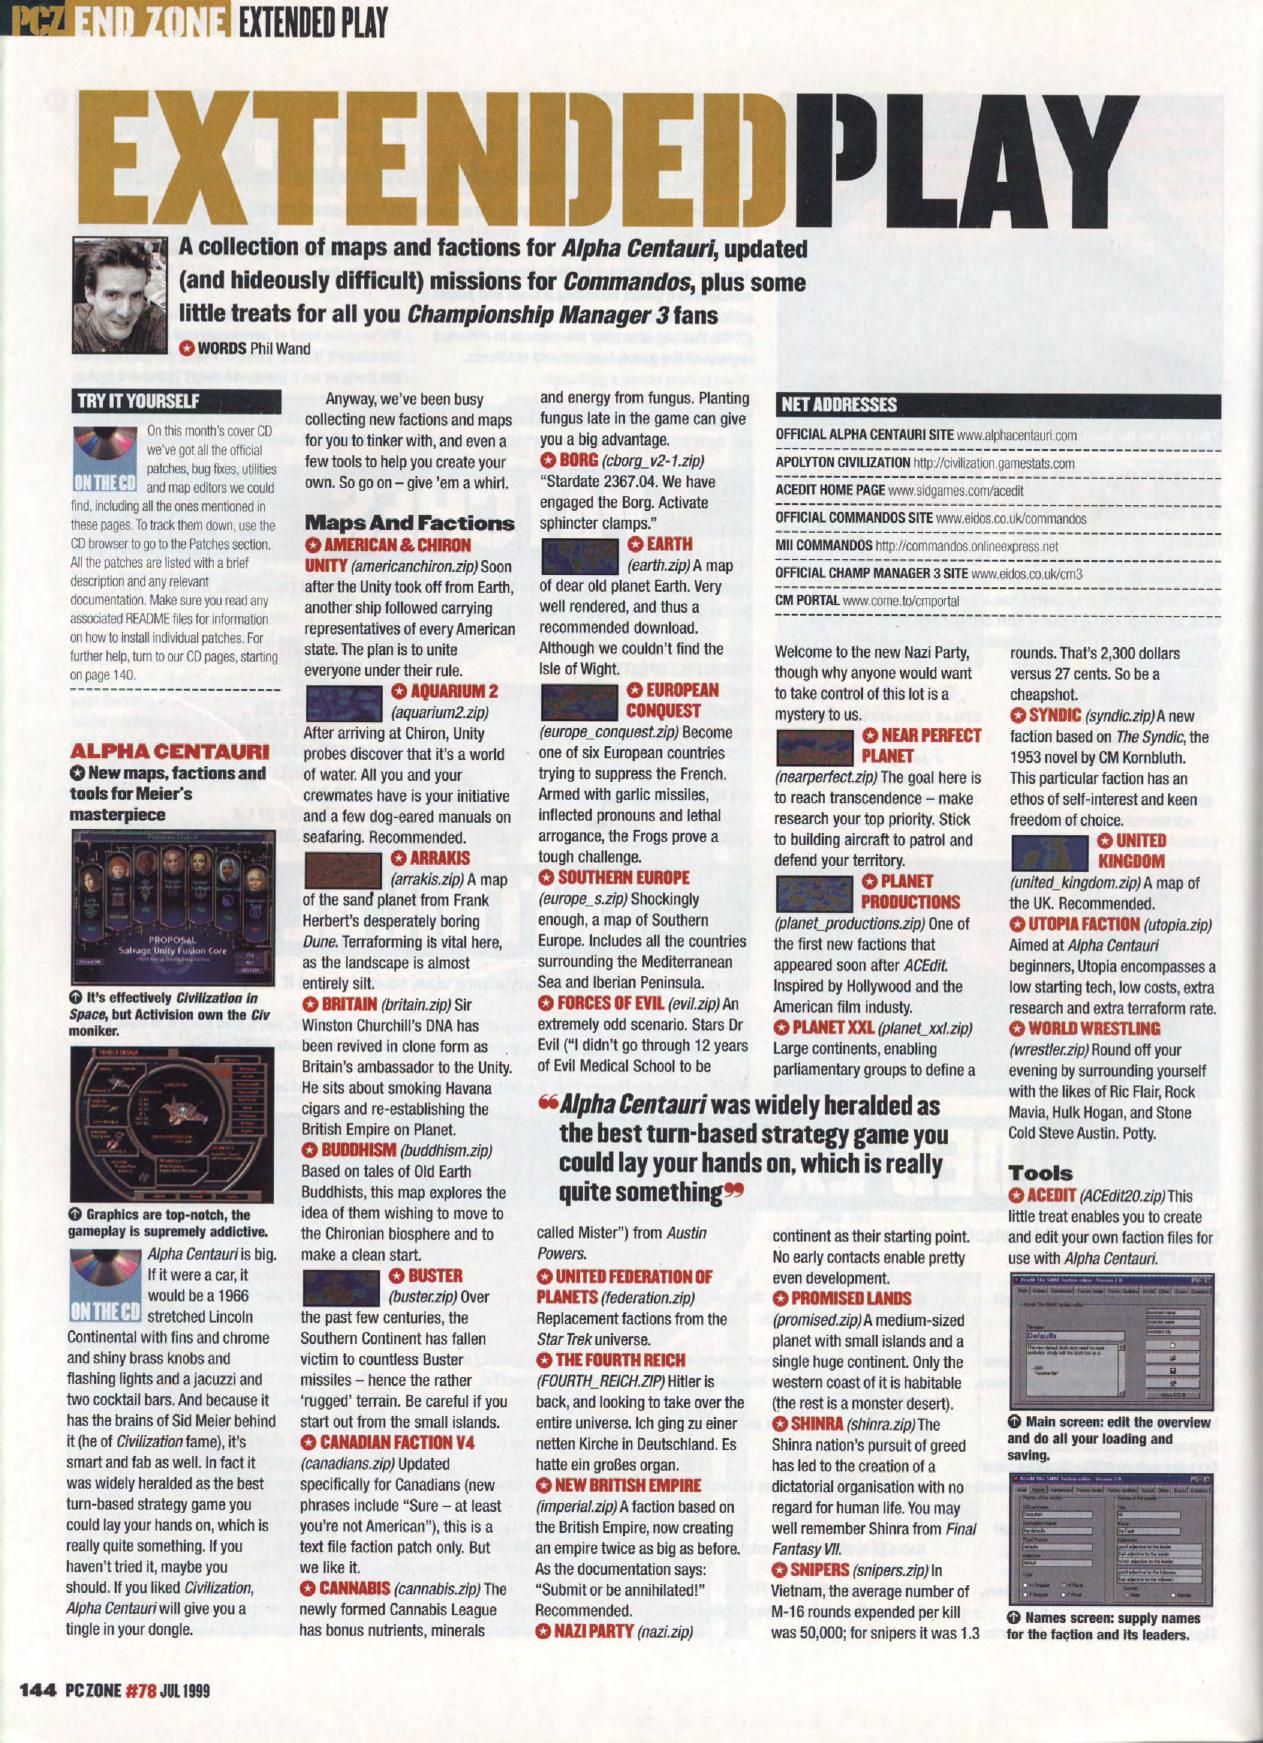 PCZ END ZONE EXTENDED PLAY
EXTENDEDPLAY
A collection of maps and factions for Alpha Centauri, updated
(and hideously difficult) missions for Commandos, plus some
little treats for all you Championship Manager 3 fans
WORDS Phil Wand
TRY IT YOURSELF
On this month's cover CD
we've got all the official
patches, bug fixes, utilities
ON THE CD and map editors we could
find, including all the ones mentioned in
these pages. To track them down, use the
CD browser to go to the Patches section.
All the patches are listed with a brief
description and any relevant
documentation. Make sure you read any
associated README files for information
on how to install individual patches. For
further help, turn to our CD pages, starting
on page 140.
ALPHA CENTAURI
New maps, factions and
tools for Meier's
masterpiece
PROPOSAL
Salvage Unity Fusion Core
It's effectively Civilization in
Space, but Activision own the Civ
moniker.
Graphics are top-notch, the
gameplay is supremely addictive.
Alpha Centauri is big.
If it were a car, it
would be a 1966
ON THE CD stretched Lincoln
Continental with fins and chrome
and shiny brass knobs and
flashing lights and a jacuzzi and
two cocktail bars. And because it
has the brains of Sid Meier behind
it (he of Civilization fame), it's
smart and fab as well. In fact it
was widely heralded as the best
turn-based strategy game you
could lay your hands on, which is
really quite something. If you
haven't tried it, maybe you
should. If you liked Civilization,
Alpha Centauri will give you a
tingle in your dongle.
Anyway, we've been busy
collecting new factions and maps
for you to tinker with, and even a
few tools to help you create your
own. So go on – give 'em a whirl.
Maps And Factions
AMERICAN & CHIRON
UNITY (americanchiron.zip) Soon
after the Unity took off from Earth,
another ship followed carrying
representatives of every American
state. The plan is to unite
everyone under their rule.
AQUARIUM 2
(aquarium2.zip)
After arriving at Chiron, Unity
probes discover that it's a world
of water. All you and your
crewmates have is your initiative
and a few dog-eared manuals on
seafaring. Recommended.
ARRAKIS
(arrakis.zip) A map
of the sand planet from Frank
Herbert's desperately boring
Dune. Terraforming is vital here,
as the landscape is almost
entirely silt.
BRITAIN (britain.zip) Sir
Winston Churchill's DNA has
been revived in clone form as
Britain's ambassador to the Unity.
He sits about smoking Havana
cigars and re-establishing the
British Empire on Planet.
BUDDHISM (buddhism.zip)
Based on tales of Old Earth
Buddhists, this map explores the
idea of them wishing to move to
the Chironian biosphere and to
make a clean start.
BUSTER
(buster.zip) Over
the past few centuries, the
Southern Continent has fallen
victim to countless Buster
missiles – hence the rather
'rugged' terrain. Be careful if you
start out from the small islands.
CANADIAN FACTION V4
(canadians.zip) Updated
specifically for Canadians (new
phrases include "Sure – at least
you're not American"), this is a
text file faction patch only. But
we like it.
CANNABIS (cannabis.zip) The
newly formed Cannabis League
has bonus nutrients, minerals
and energy from fungus. Planting
fungus late in the game can give
you a big advantage.
BORG (cborg_v2-1.zip)
"Stardate 2367.04. We have
engaged the Borg. Activate
sphincter clamps."
EARTH
(earth.zip) A map
of dear old planet Earth. Very
well rendered, and thus a
recommended download.
Although we couldn't find the
Isle of Wight.
EUROPEAN
CONQUEST
(europe_conquest.zip) Become
one of six European countries
trying to suppress the French.
Armed with garlic missiles,
inflected pronouns and lethal
arrogance, the Frogs prove a
tough challenge.
SOUTHERN EUROPE
(europe_s.zip) Shockingly
enough, a map of Southern
Europe. Includes all the countries
surrounding the Mediterranean
Sea and Iberian Peninsula.
FORCES OF EVIL (evil.zip) An
extremely odd scenario. Stars Dr
Evil ("I didn't go through 12 years
of Evil Medical School to be
"Alpha Centauri was widely heralded as
the best turn-based strategy game you
could lay your hands on, which is really
quite something"
called Mister") from Austin
Powers.
UNITED FEDERATION OF
PLANETS (federation.zip)
Replacement factions from the
Star Trek universe.
THE FOURTH REICH
(FOURTH_REICH.ZIP) Hitler is
back, and looking to take over the
entire universe. Ich ging zu einer
netten Kirche in Deutschland. Es
hatte ein großes organ.
NEW BRITISH EMPIRE
(imperial.zip) A faction based on
the British Empire, now creating
an empire twice as big as before.
As the documentation says:
"Submit or be annihilated!"
Recommended.
NAZI PARTY (nazi.zip)
NET ADDRESSES
OFFICIAL ALPHA CENTAURI SITE www.alphacentauri.com
APOLYTON CIVILIZATION http://civilization.gamestats.com
ACEDIT HOME PAGE www.sidgames.com/acedit
OFFICIAL COMMANDOS SITE www.eidos.co.uk/commandos
MII COMMANDOS http://commandos.onlineexpress.net
OFFICIAL CHAMP MANAGER 3 SITE www.eidos.co.uk/cm3
CM PORTAL www.come.to/cmportal
Welcome to the new Nazi Party,
though why anyone would want
to take control of this lot is a
mystery to us.
NEAR PERFECT
PLANET
(nearperfect.zip) The goal here is
to reach transcendence – make
research your top priority. Stick
to building aircraft to patrol and
defend your territory.
PLANET
PRODUCTIONS
(planet_productions.zip) One of
the first new factions that
appeared soon after ACEdit.
Inspired by Hollywood and the
American film industy.
PLANET XXL (planet_xxl.zip)
Large continents, enabling
parliamentary groups to define a
continent as their starting point.
No early contacts enable pretty
even development.
PROMISED LANDS
(promised.zip) A medium-sized
planet with small islands and a
single huge continent. Only the
western coast of it is habitable
(the rest is a monster desert).
SHINRA (shinra.zip) The
Shinra nation's pursuit of greed
has led to the creation of a
dictatorial organisation with no
regard for human life. You may
well remember Shinra from Final
Fantasy VII.
SNIPERS (snipers.zip) In
Vietnam, the average number of
M-16 rounds expended per kill
was 50,000; for snipers it was 1.3
rounds. That's 2,300 dollars
versus 27 cents. So be a
cheapshot.
SYNDIC (syndic.zip) A new
faction based on The Syndic, the
1953 novel by CM Kornbluth.
This particular faction has an
ethos of self-interest and keen
freedom of choice.
UNITED
KINGDOM
(united_kingdom.zip) A map of
the UK. Recommended.
UTOPIA FACTION (utopia.zip)
Aimed at Alpha Centauri
beginners, Utopia encompasses a
low starting tech, low costs, extra
research and extra terraform rate.
WORLD WRESTLING
(wrestler.zip) Round off your
evening by surrounding yourself
with the likes of Ric Flair, Rock
Mavia, Hulk Hogan, and Stone
Cold Steve Austin. Potty.
Tools
ACEDIT (ACEdit20.zip) This
little treat enables you to create
and edit your own faction files for
use with Alpha Centauri.
Defaults
Main screen: edit the overview
and do all your loading and
saving.
Names screen: supply names
for the faction and its leaders.
144 PCZONE #78 JUL 1999